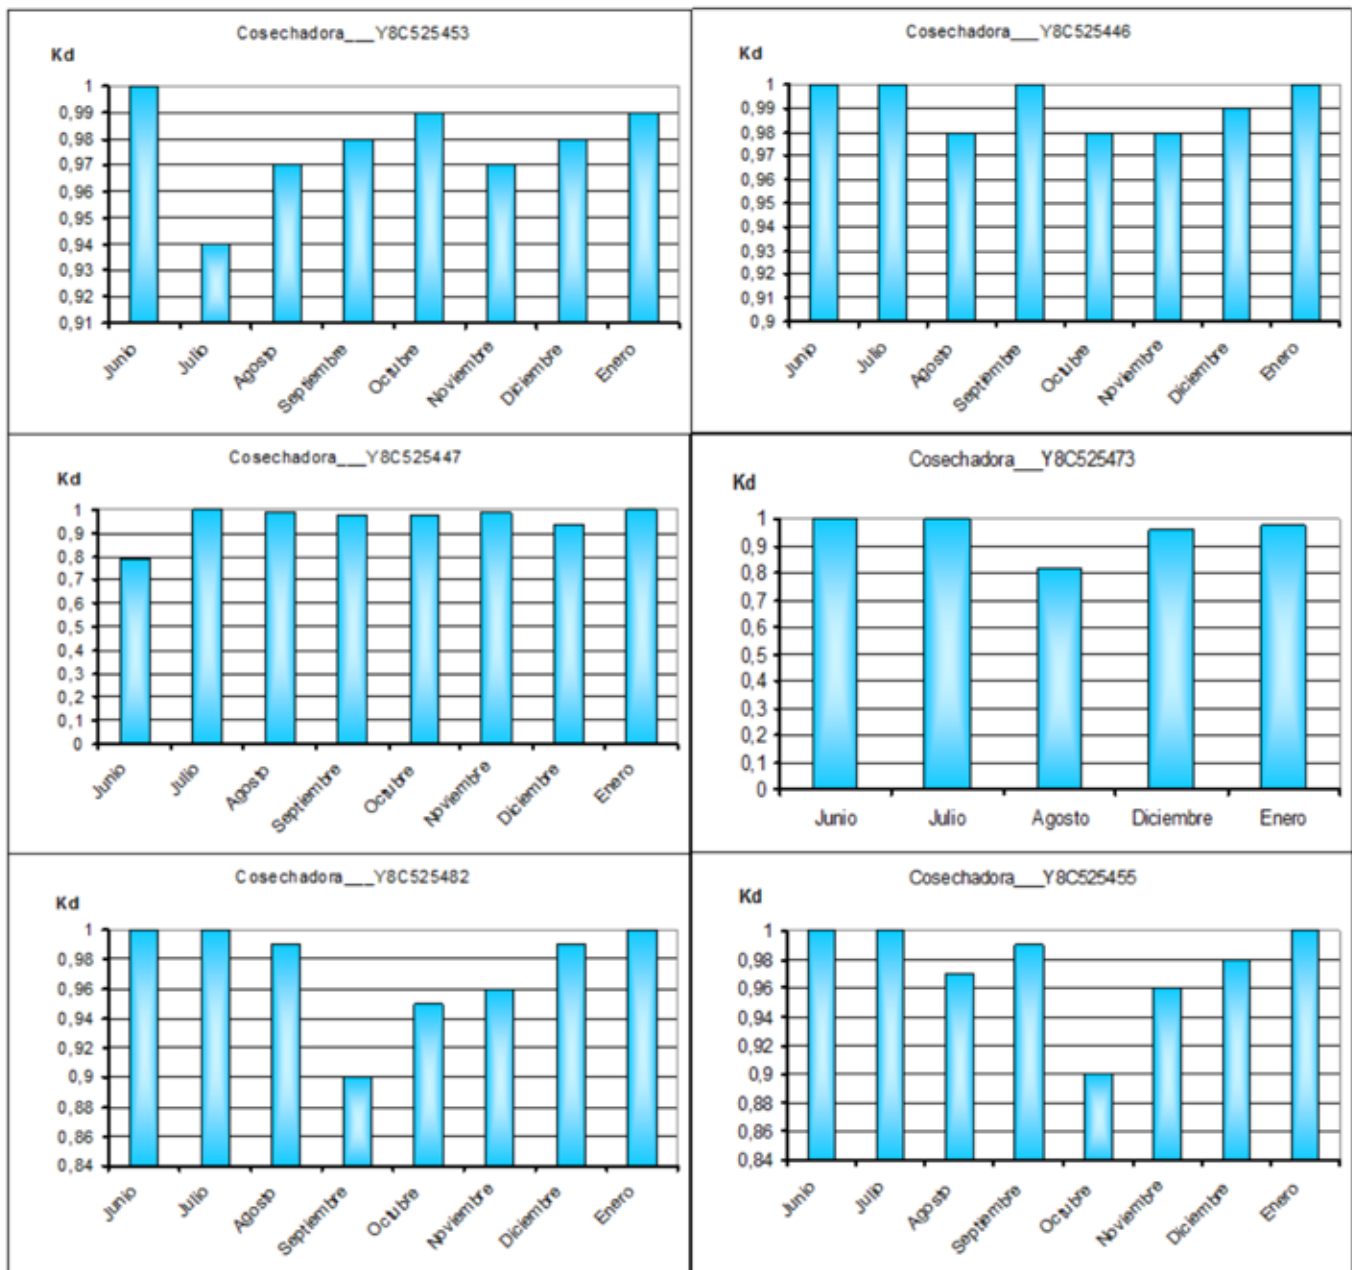 Cosechadora___Y8C525453
Kd
1
0,99
0,98
0,97
0,96
0,95
0,94
0,93
0,92
0,91
Junio
Julio
Agosto
Septiembre
Octubre
Noviembre
Diciembre
Enero
Cosechadora___Y8C525446
Kd
1
0,99
0,98
0,97
0,96
0,95
0,94
0,93
0,92
0,91
0,9
Junio
Julio
Agosto
Septiembre
Octubre
Noviembre
Diciembre
Enero
Cosechadora___Y8C525447
Kd
1
0,9
0,8
0,7
0,6
0,5
0,4
0,3
0,2
0,1
0
Junio
Julio
Agosto
Septiembre
Octubre
Noviembre
Diciembre
Enero
Cosechadora___Y8C525473
Kd
1
0,9
0,8
0,7
0,6
0,5
0,4
0,3
0,2
0,1
0
Junio
Julio
Agosto
Diciembre
Enero
Cosechadora___Y8C525482
Kd
1
0,98
0,96
0,94
0,92
0,9
0,88
0,86
0,84
Junio
Julio
Agosto
Septiembre
Octubre
Noviembre
Diciembre
Enero
Cosechadora___Y8C525455
Kd
1
0,98
0,96
0,94
0,92
0,9
0,88
0,86
0,84
Junio
Julio
Agosto
Septiembre
Octubre
Noviembre
Diciembre
Enero